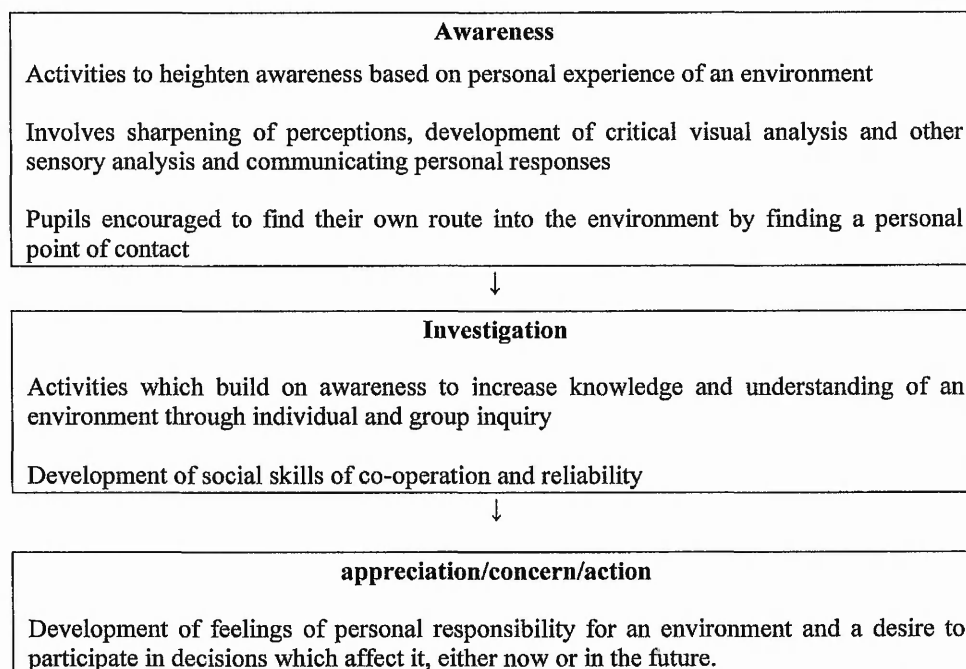 Awareness
Activities to heighten awareness based on personal experience of an environment
Involves sharpening of perceptions, development of critical visual analysis and other
sensory analysis and communicating personal responses
Pupils encouraged to find their own route into the environment by finding a personal
point of contact
↓
Investigation
Activities which build on awareness to increase knowledge and understanding of an
environment through individual and group inquiry
Development of social skills of co-operation and reliability
↓
appreciation/concern/action
Development of feelings of personal responsibility for an environment and a desire to
participate in decisions which affect it, either now or in the future.